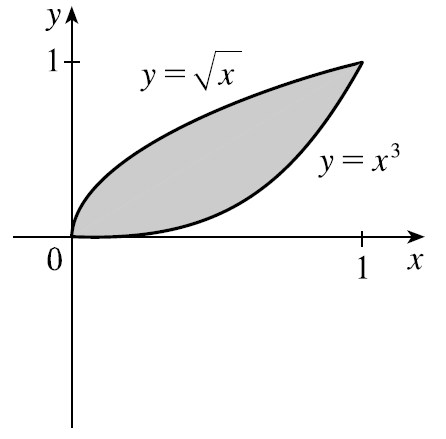 y
1
y = √x
y = x³
0
1
x